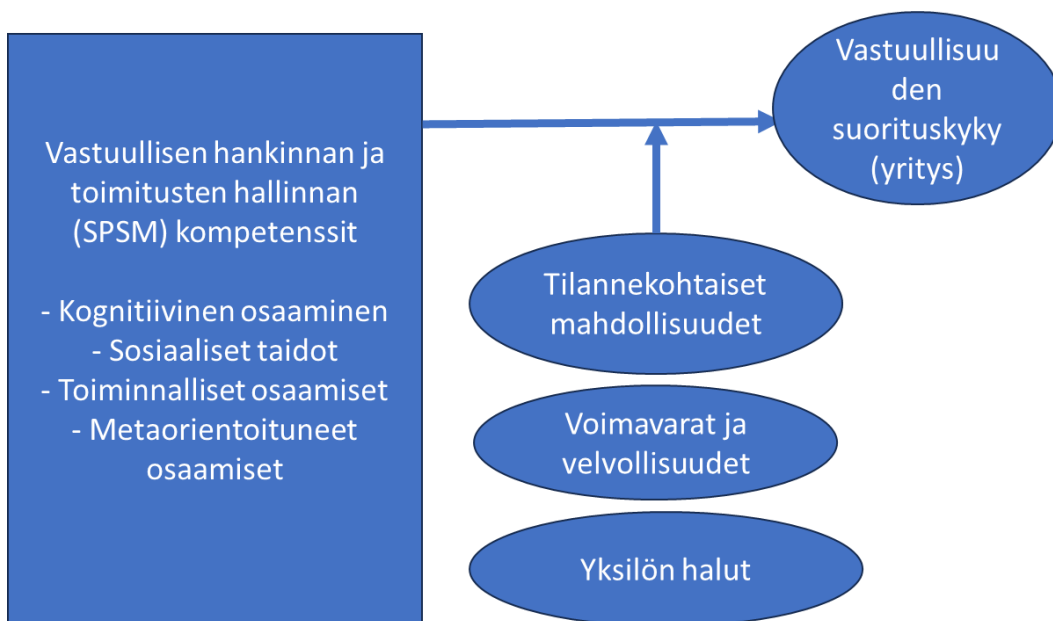 Vastuullisen hankinnan ja
toimitusten hallinnan
(SPSM) kompetenssit
- Kognitiivinen osaaminen
- Sosiaaliset taidot
- Toiminnalliset osaamiset
- Metaorientoituneet
osaamiset
Vastuullisuu
den
suorituskyky
(yritys)
Tilannekohtaiset
mahdollisuudet
Voimavarat ja
velvollisuudet
Yksilön halut